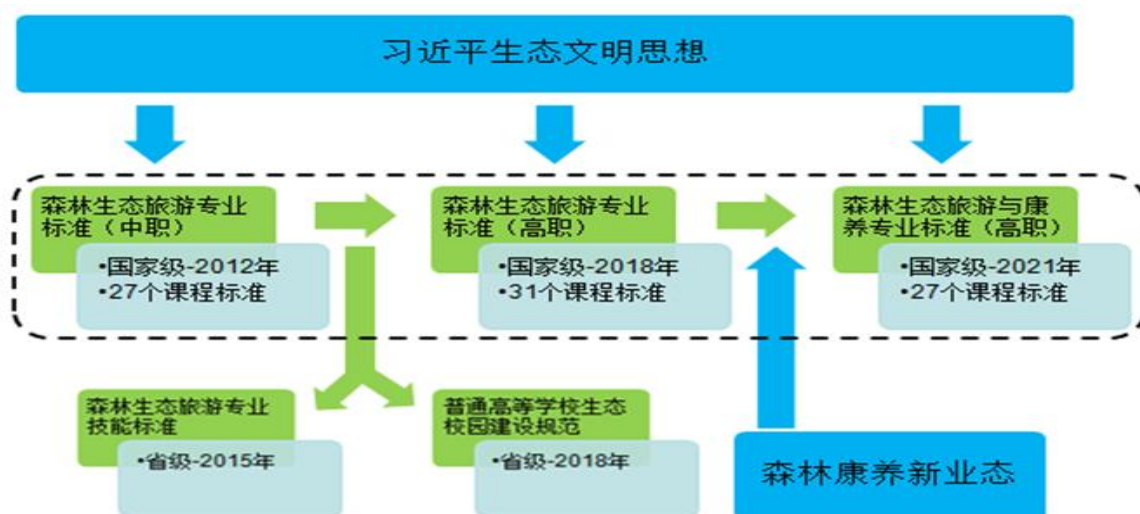 习近平生态文明思想
森林生态旅游专业
标准（中职）
•国家级-2012年
•27个课程标准
森林生态旅游专业
标准（高职）
•国家级-2018年
•31个课程标准
森林生态旅游与康
养专业标准（高职）
•国家级-2021年
•27个课程标准
森林生态旅游专业
技能标准
•省级-2015年
普通高等学校生态
校园建设规范
•省级-2018年
森林康养新业态